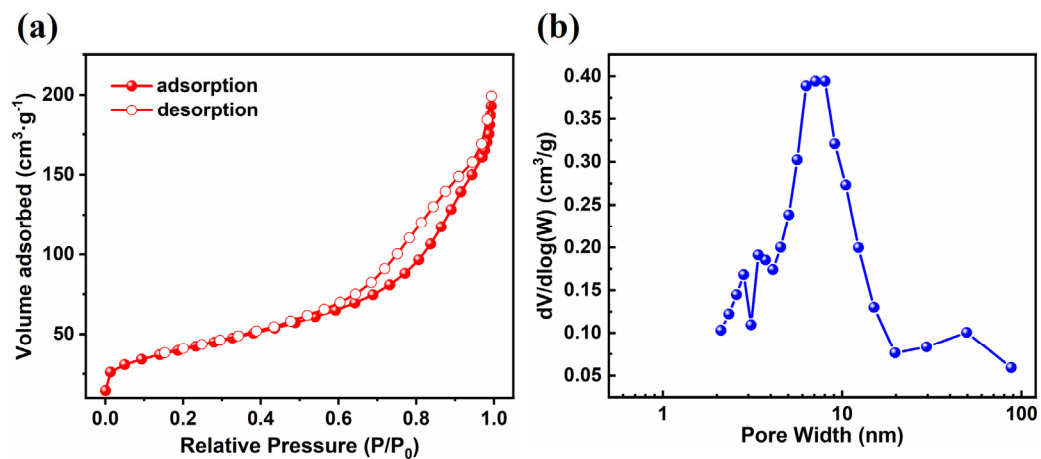 (a)
adsorption
desorption
200
150
100
50
0
0.0 0.2 0.4 0.6 0.8 1.0
Volume adsorbed (cm³·g⁻¹)
Relative Pressure (P/P₀)
(b)
0.40
0.35
0.30
0.25
0.20
0.15
0.10
0.05
1 10 100
dV/dlog(W) (cm³/g)
Pore Width (nm)